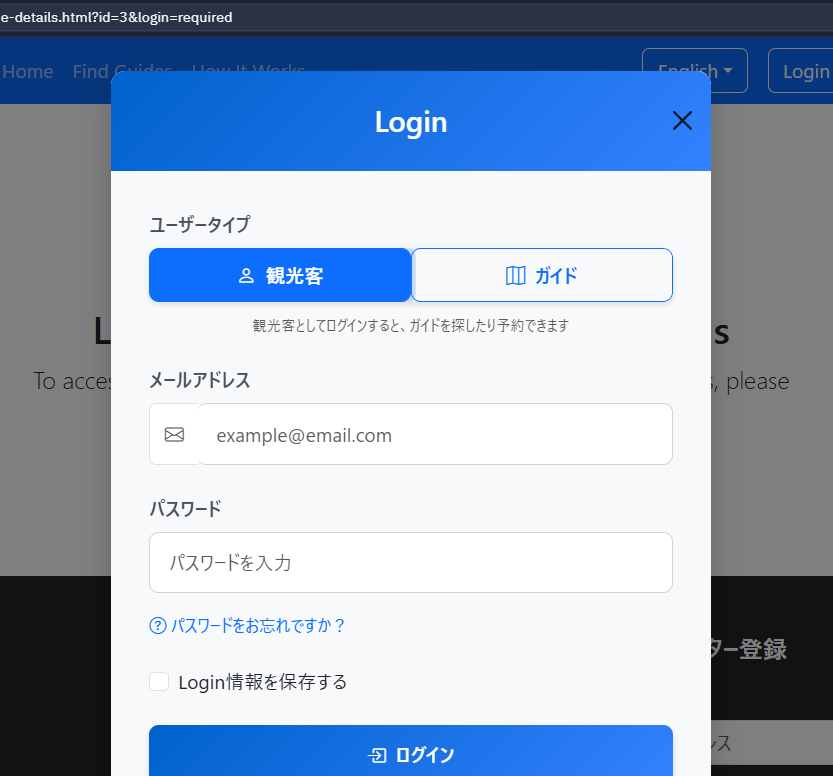 e-details.html?id=3&login=required
Home Find Guides How It Works English Login
Login
ユーザータイプ
観光客 ガイド
観光客としてログインすると、ガイドを探したり予約できます
To please
メールアドレス
example@email.com
パスワード
パスワードを入力
パスワードをお忘れですか？
ター登録
Login情報を保存する
ログイン